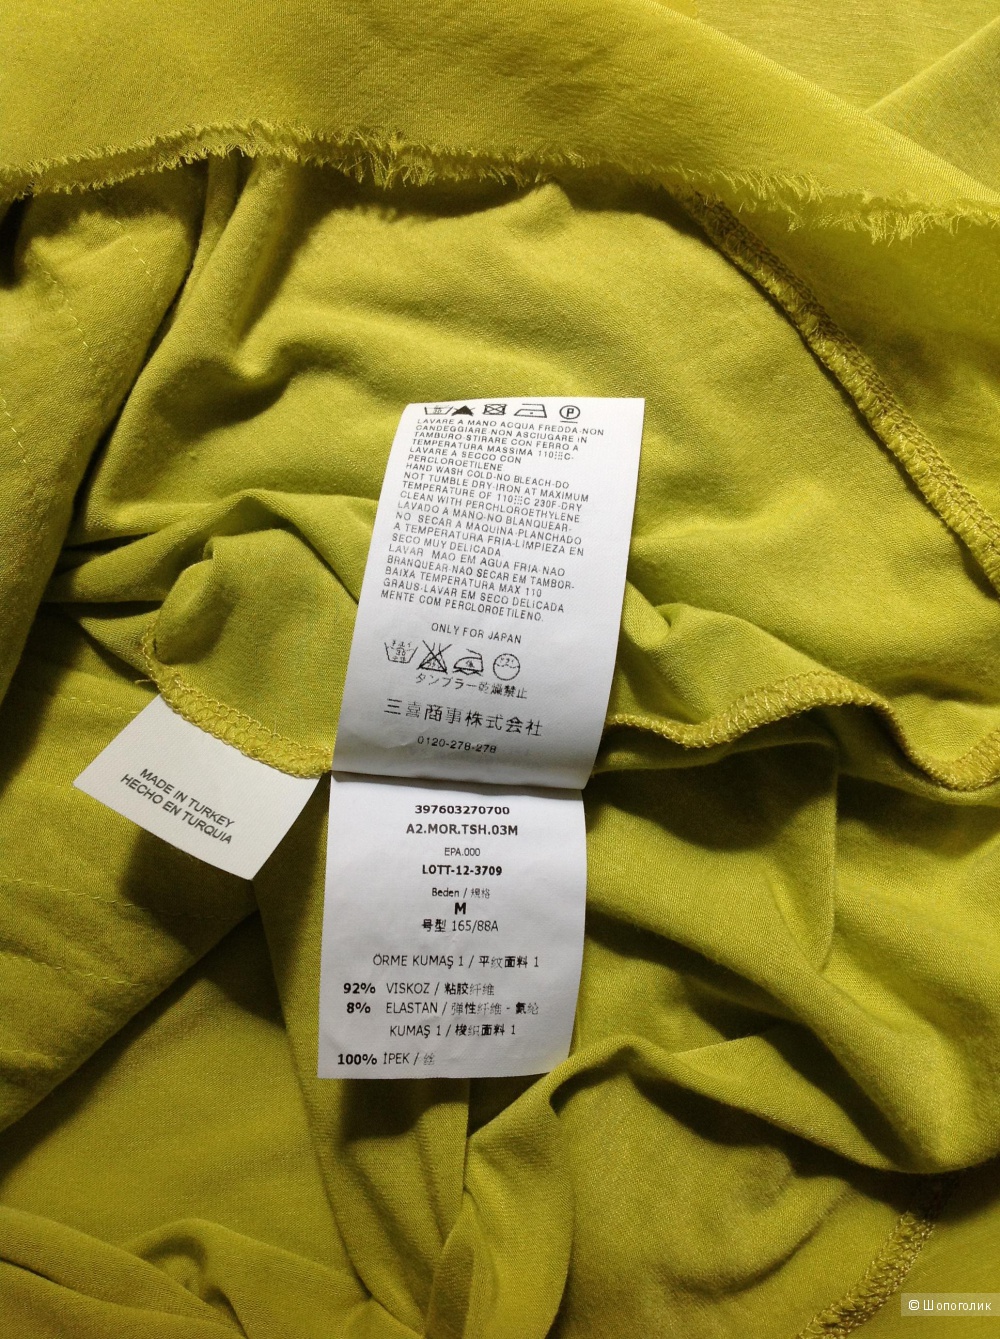 LAVARE A MANO ACQUA FREDDA-NON
CANDEGGIARE NON ASCIUGARE IN
TAMBURO-STIRARE CON FERRO A
TEMPERATURA MASSIMA 110 C-
LAVARE A SECCO CON
PERCLOROETILENE
HAND WASH COLD-NO BLEACH-DO
NOT TUMBLE DRY-IRON AT MAXIMUM
TEMPERATURE OF 110 C 230F-DRY
CLEAN WITH PERCHLOROETHYLENE
LAVADO A MANO-NO BLANQUEAR-
NO SECAR A MAQUINA-PLANCHADO
A TEMPERATURA FRIA-LIMPIEZA EN
SECO MUY DELICADA
LAVAR MAO EM AGUA FRIA-NAO
BRANQUEAR-NAO SECAR EM TAMBOR-
BAIXA TEMPERATURA MAX 110
GRAUS-LAVAR EM SECO DELICADA
MENTE COM PERCLOROETILENO.
ONLY FOR JAPAN
タンブラー乾燥禁止
三喜商事株式会社
0120-278-278
MADE IN TURKEY
HECHO EN TURQUIA
397603270700
A2.MOR.TSH.03M
EPA.000
LOTT-12-3709
Beden / 规格
M
号型 165/88A
ÖRME KUMAŞ 1 / 平纹面料 1
92% VISKOZ / 粘胶纤维
8% ELASTAN / 弹性纤维 - 氨纶
KUMAŞ 1 / 梭织面料 1
100% İPEK / 丝
© Шопоголик